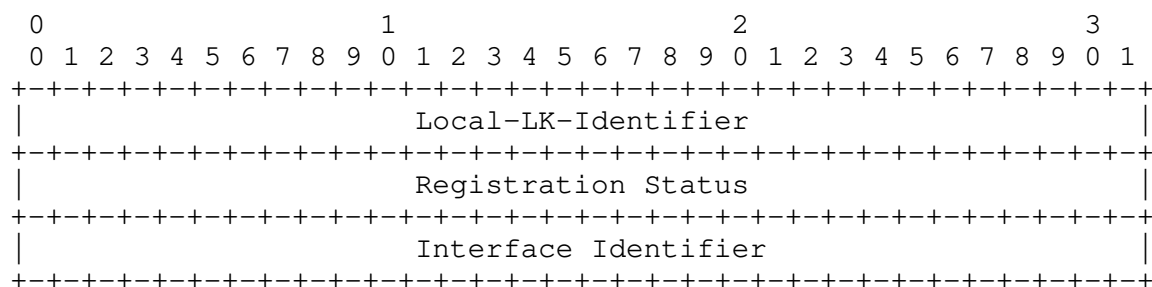 0                   1                   2                   3
 0 1 2 3 4 5 6 7 8 9 0 1 2 3 4 5 6 7 8 9 0 1 2 3 4 5 6 7 8 9 0 1
+-+-+-+-+-+-+-+-+-+-+-+-+-+-+-+-+-+-+-+-+-+-+-+-+-+-+-+-+-+-+-+-+
|                      Local-LK-Identifier                      |
+-+-+-+-+-+-+-+-+-+-+-+-+-+-+-+-+-+-+-+-+-+-+-+-+-+-+-+-+-+-+-+-+
|                      Registration Status                      |
+-+-+-+-+-+-+-+-+-+-+-+-+-+-+-+-+-+-+-+-+-+-+-+-+-+-+-+-+-+-+-+-+
|                      Interface Identifier                     |
+-+-+-+-+-+-+-+-+-+-+-+-+-+-+-+-+-+-+-+-+-+-+-+-+-+-+-+-+-+-+-+-+